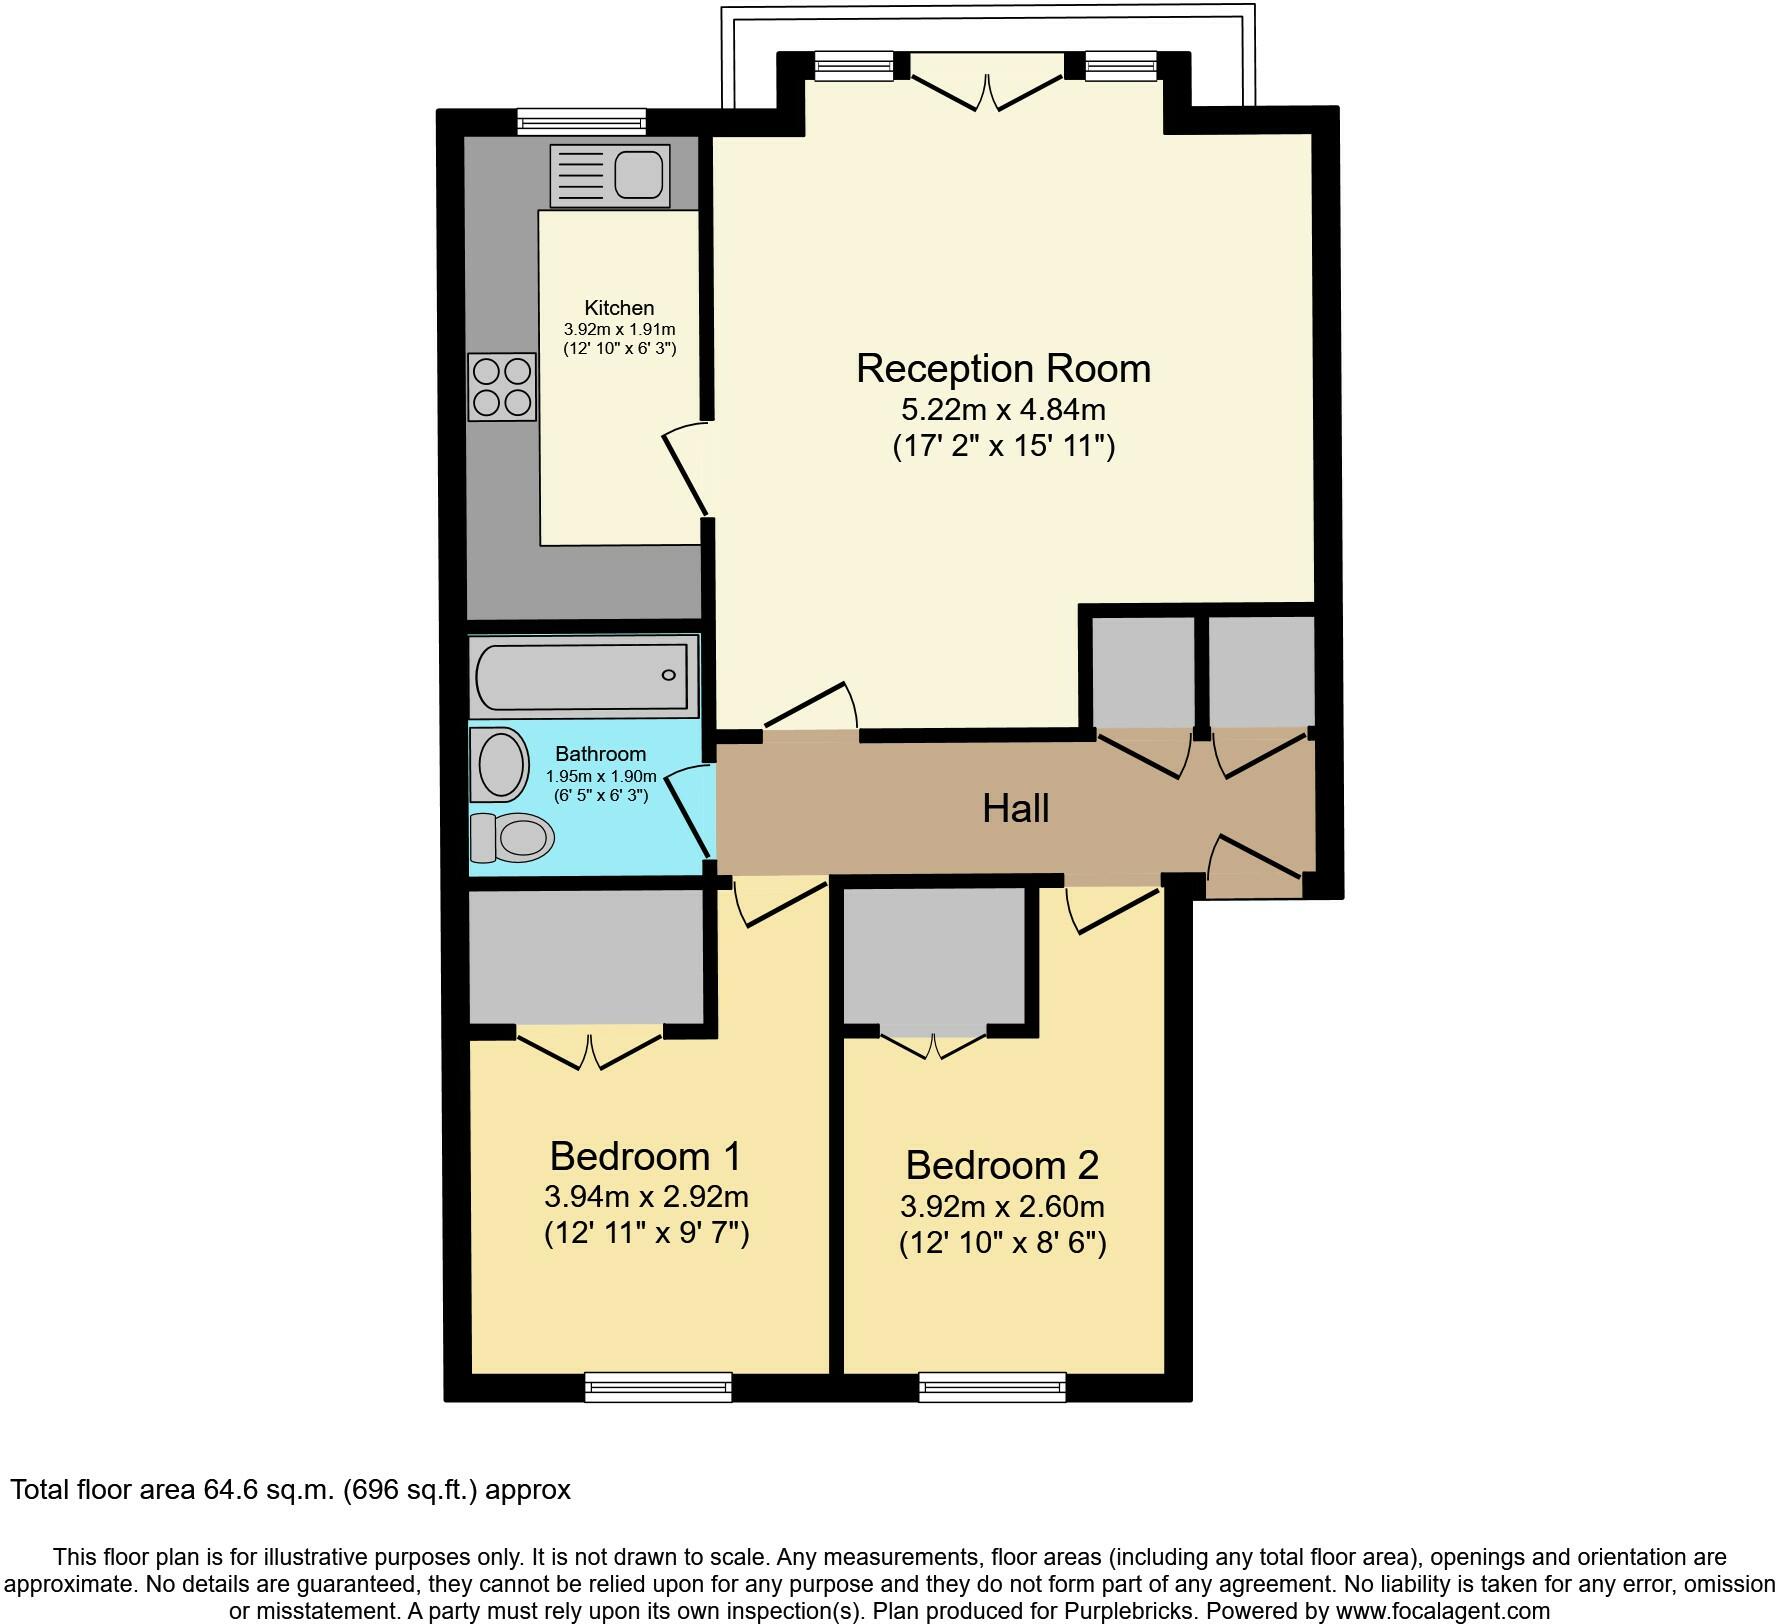 Kitchen
3.92m x 1.91m
(12' 10" x 6' 3")
Reception Room
5.22m x 4.84m
(17' 2" x 15' 11")
Bathroom
1.95m x 1.90m
(6' 5" x 6' 3")
Hall
Bedroom 1
3.94m x 2.92m
(12' 11" x 9' 7")
Bedroom 2
3.92m x 2.60m
(12' 10" x 8' 6")
Total floor area 64.6 sq.m. (696 sq.ft.) approx
This floor plan is for illustrative purposes only. It is not drawn to scale. Any measurements, floor areas (including any total floor area), openings and orientation are
approximate. No details are guaranteed, they cannot be relied upon for any purpose and they do not form part of any agreement. No liability is taken for any error, omission
or misstatement. A party must rely upon its own inspection(s). Plan produced for Purplebricks. Powered by www.focalagent.com